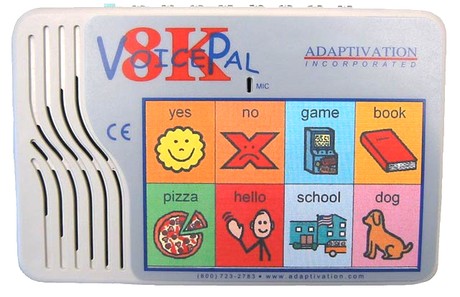 VOICEPAL 8K
ADAPTIVATION
INCORPORATED
MIC
CE
yes no game book
pizza hello school dog
(800) 723-2783 • www.adaptivation.com